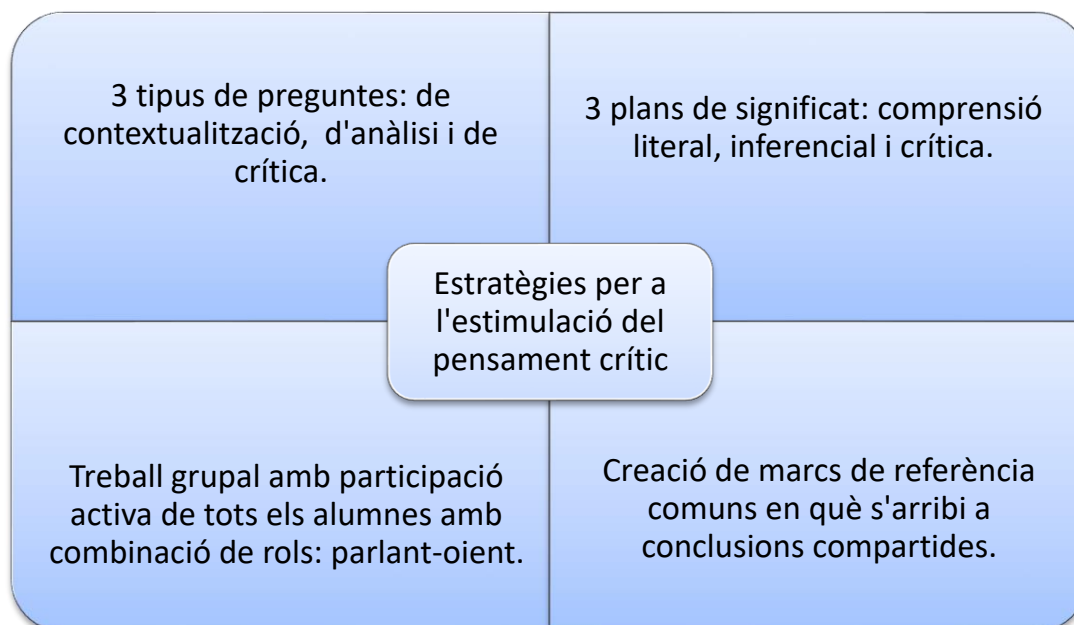 3 tipus de preguntes: de
contextualització, d'anàlisi i de
crítica.
3 plans de significat: comprensió
literal, inferencial i crítica.
Estratègies per a
l'estimulació del
pensament crític
Treball grupal amb participació
activa de tots els alumnes amb
combinació de rols: parlant-oient.
Creació de marcs de referència
comuns en què s'arribi a
conclusions compartides.